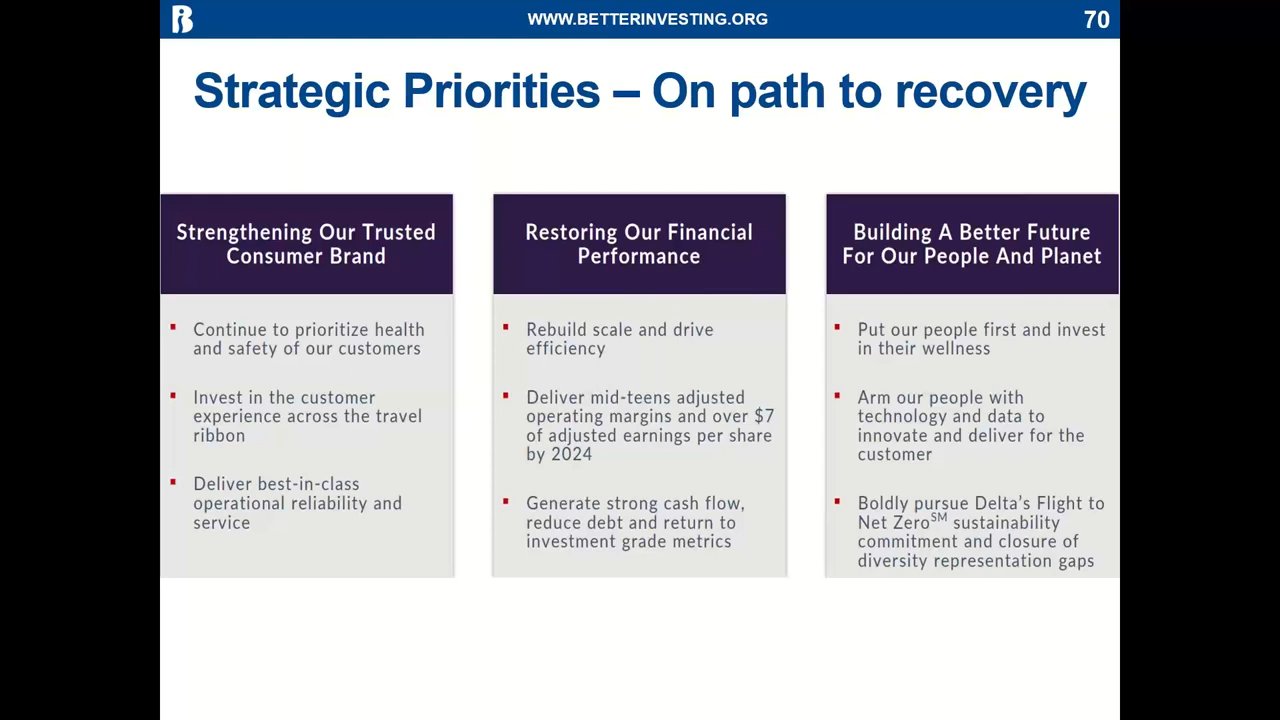 WWW.BETTERINVESTING.ORG
70
Strategic Priorities – On path to recovery
Strengthening Our Trusted
Consumer Brand
▪ Continue to prioritize health
and safety of our customers
▪ Invest in the customer
experience across the travel
ribbon
▪ Deliver best-in-class
operational reliability and
service
Restoring Our Financial
Performance
▪ Rebuild scale and drive
efficiency
▪ Deliver mid-teens adjusted
operating margins and over $7
of adjusted earnings per share
by 2024
▪ Generate strong cash flow,
reduce debt and return to
investment grade metrics
Building A Better Future
For Our People And Planet
▪ Put our people first and invest
in their wellness
▪ Arm our people with
technology and data to
innovate and deliver for the
customer
▪ Boldly pursue Delta’s Flight to
Net Zero℠ sustainability
commitment and closure of
diversity representation gaps